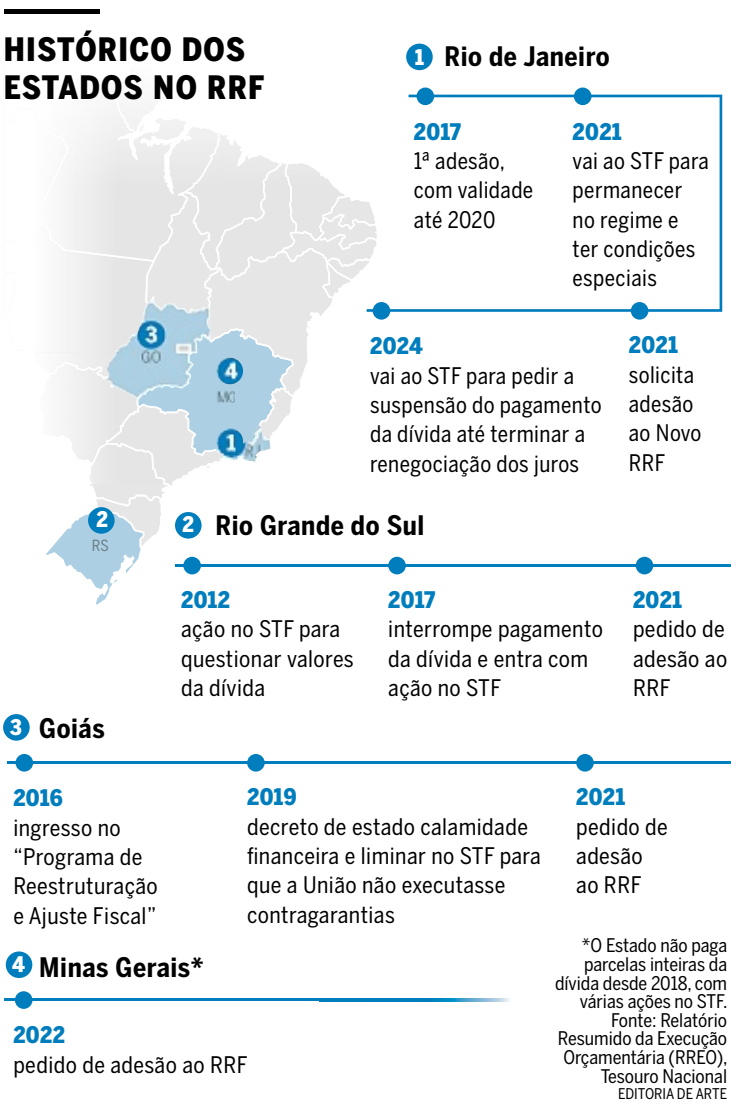 HISTÓRICO DOS
ESTADOS NO RRF
3
GO
4
MG
1
RJ
2
RS
1 Rio de Janeiro
2017
1ª adesão,
com validade
até 2020
2021
vai ao STF para
permanecer
no regime e
ter condições
especiais
2021
solicita
adesão
ao Novo
RRF
2024
vai ao STF para pedir a
suspensão do pagamento
da dívida até terminar a
renegociação dos juros
2 Rio Grande do Sul
2012
ação no STF para
questionar valores
da dívida
2017
interrompe pagamento
da dívida e entra com
ação no STF
2021
pedido de
adesão ao
RRF
3 Goiás
2016
ingresso no
“Programa de
Reestruturação
e Ajuste Fiscal”
2019
decreto de estado calamidade
financeira e liminar no STF para
que a União não executasse
contragarantias
2021
pedido de
adesão
ao RRF
4 Minas Gerais*
2022
pedido de adesão ao RRF
*O Estado não paga
parcelas inteiras da
dívida desde 2018, com
várias ações no STF.
Fonte: Relatório
Resumido da Execução
Orçamentária (RREO),
Tesouro Nacional
EDITORIA DE ARTE